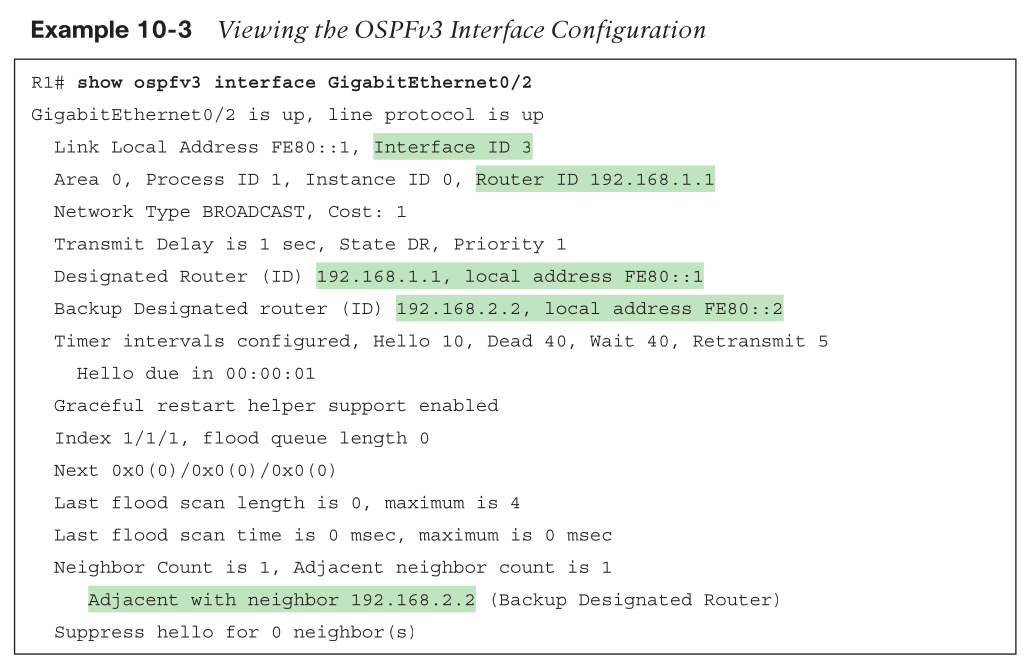 Example 10-3 Viewing the OSPFv3 Interface Configuration
R1# show ospfv3 interface GigabitEthernet0/2
GigabitEthernet0/2 is up, line protocol is up
Link Local Address FE80::1, Interface ID 3
Area 0, Process ID 1, Instance ID 0, Router ID 192.168.1.1
Network Type BROADCAST, Cost: 1
Transmit Delay is 1 sec, State DR, Priority 1
Designated Router (ID) 192.168.1.1, local address FE80::1
Backup Designated router (ID) 192.168.2.2, local address FE80::2
Timer intervals configured, Hello 10, Dead 40, Wait 40, Retransmit 5
Hello due in 00:00:01
Graceful restart helper support enabled
Index 1/1/1, flood queue length 0
Next 0x0(0)/0x0(0)/0x0(0)
Last flood scan length is 0, maximum is 4
Last flood scan time is 0 msec, maximum is 0 msec
Neighbor Count is 1, Adjacent neighbor count is 1
Adjacent with neighbor 192.168.2.2 (Backup Designated Router)
Suppress hello for 0 neighbor(s)